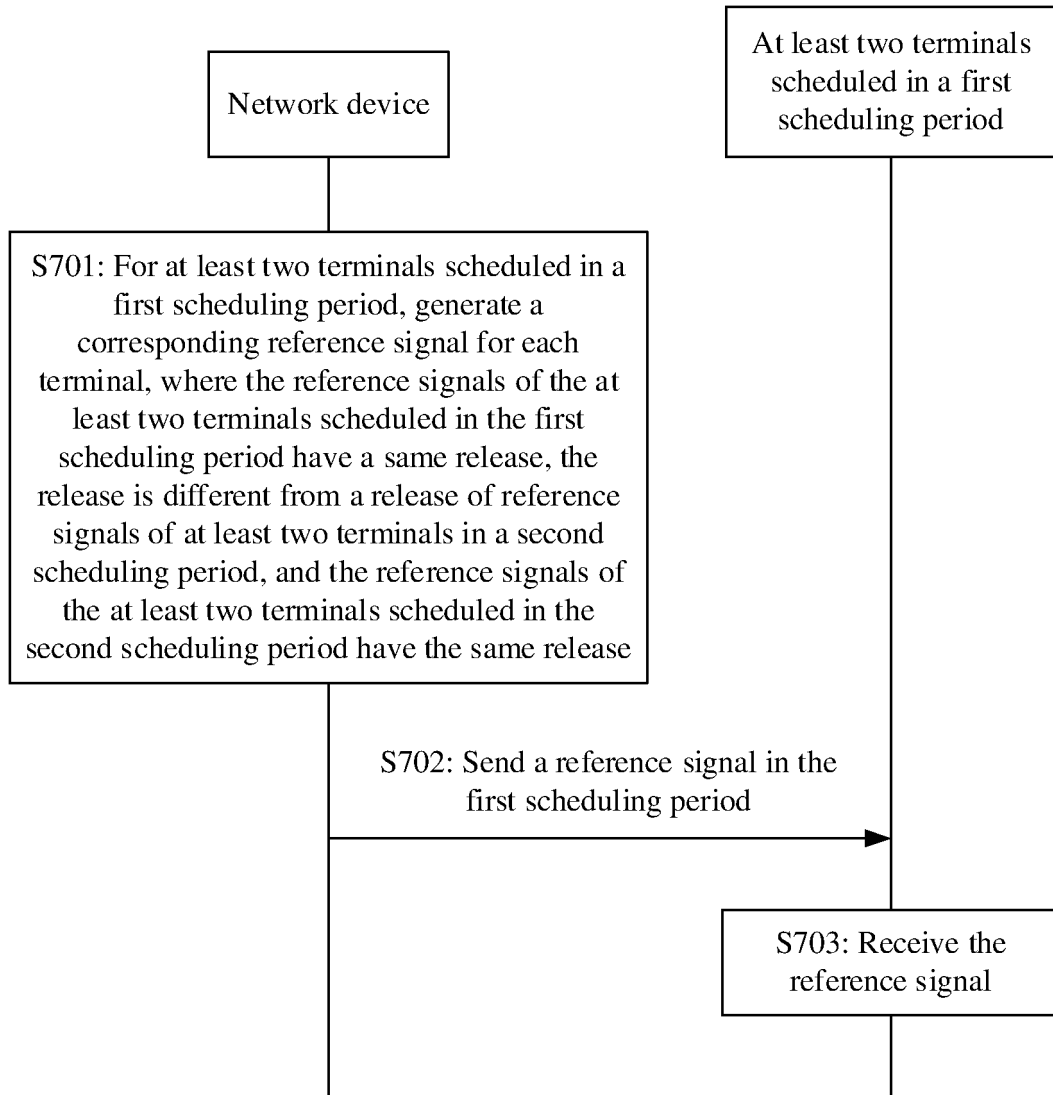 Network device
At least two terminals
scheduled in a first
scheduling period
S701: For at least two terminals scheduled in a
first scheduling period, generate a
corresponding reference signal for each
terminal, where the reference signals of the at
least two terminals scheduled in the first
scheduling period have a same release, the
release is different from a release of reference
signals of at least two terminals in a second
scheduling period, and the reference signals of
the at least two terminals scheduled in the
second scheduling period have the same release
S702: Send a reference signal in the
first scheduling period
S703: Receive the
reference signal